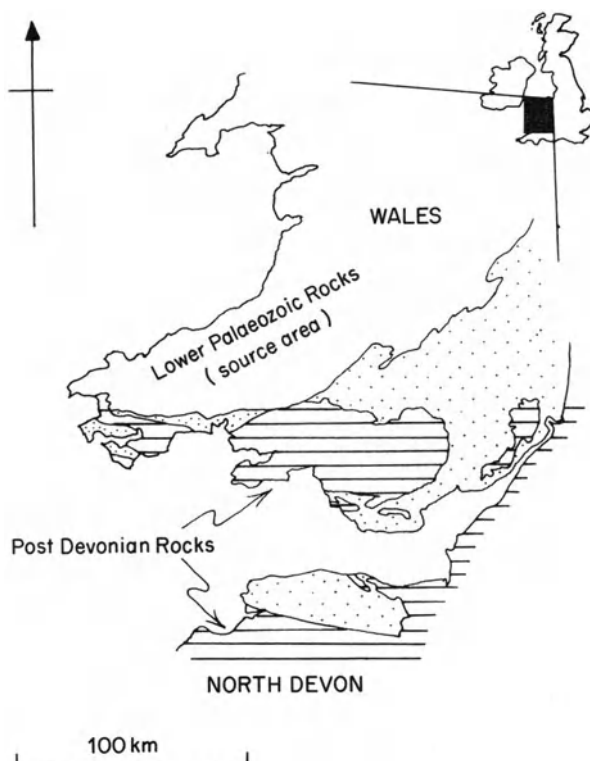 WALES
Lower Palaeozoic Rocks
( source area )
Post Devonian Rocks
NORTH DEVON
100 km